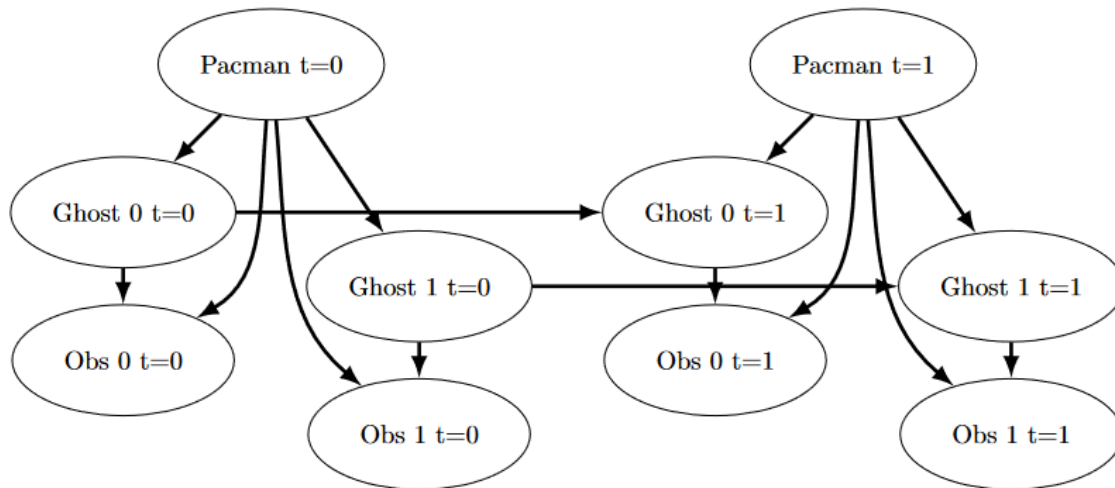 Pacman t=0
Pacman t=1
Ghost 0 t=0
Ghost 0 t=1
Ghost 1 t=0
Ghost 1 t=1
Obs 0 t=0
Obs 0 t=1
Obs 1 t=0
Obs 1 t=1